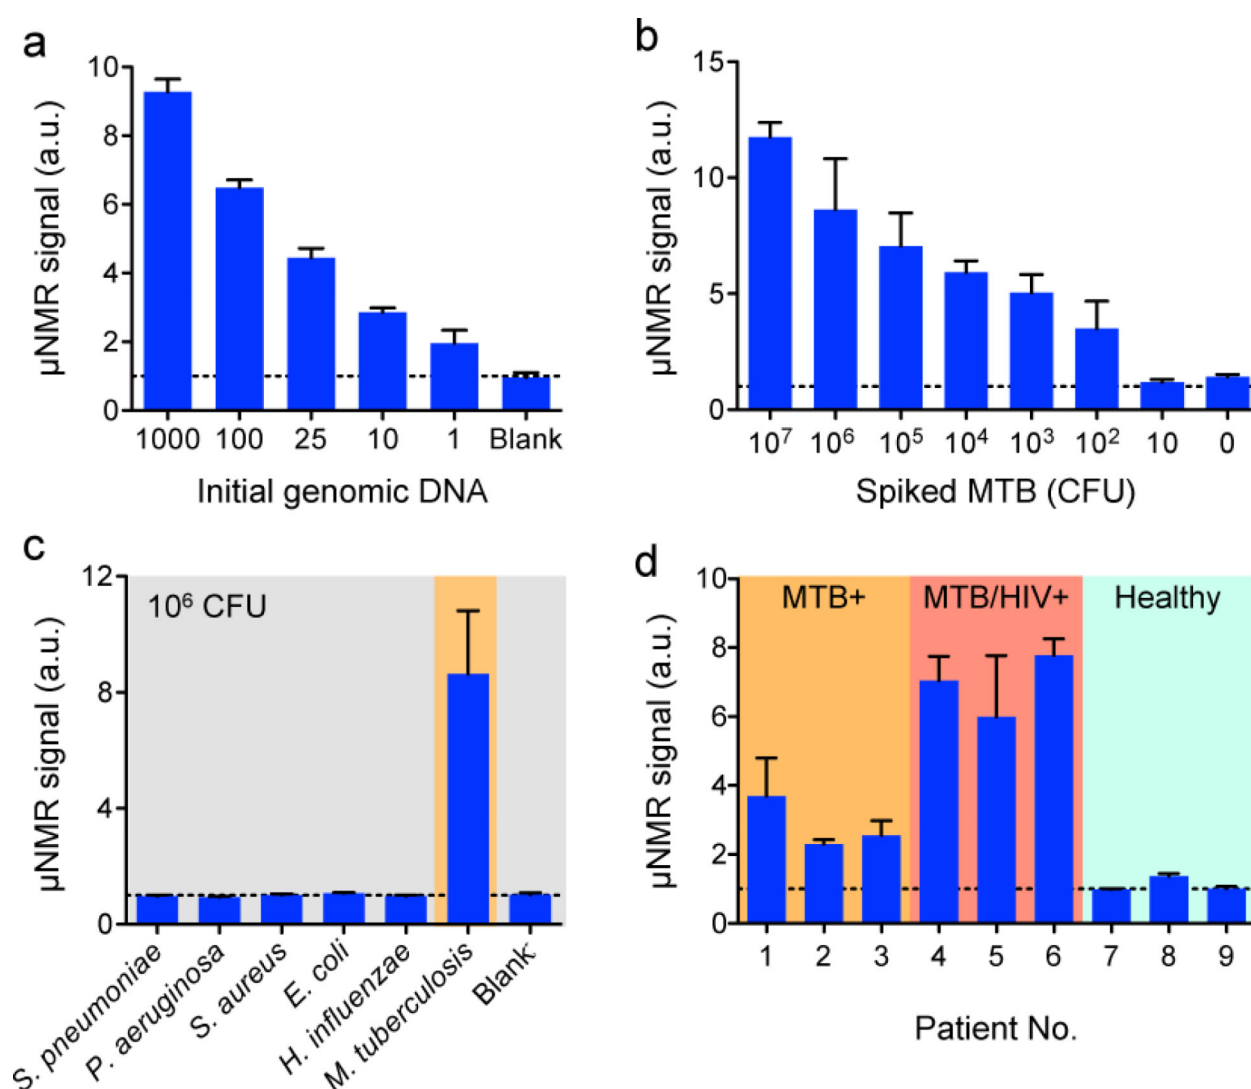 a
μNMR signal (a.u.)
10
8
6
4
2
0
1000 100 25 10 1 Blank
Initial genomic DNA
b
μNMR signal (a.u.)
15
10
5
0
10⁷ 10⁶ 10⁵ 10⁴ 10³ 10² 10 0
Spiked MTB (CFU)
c
μNMR signal (a.u.)
12
8
4
0
10⁶ CFU
S. pneumoniae
P. aeruginosa
S. aureus
E. coli
H. influenzae
M. tuberculosis
Blank
d
μNMR signal (a.u.)
10
8
6
4
2
0
MTB+ MTB/HIV+ Healthy
1 2 3 4 5 6 7 8 9
Patient No.